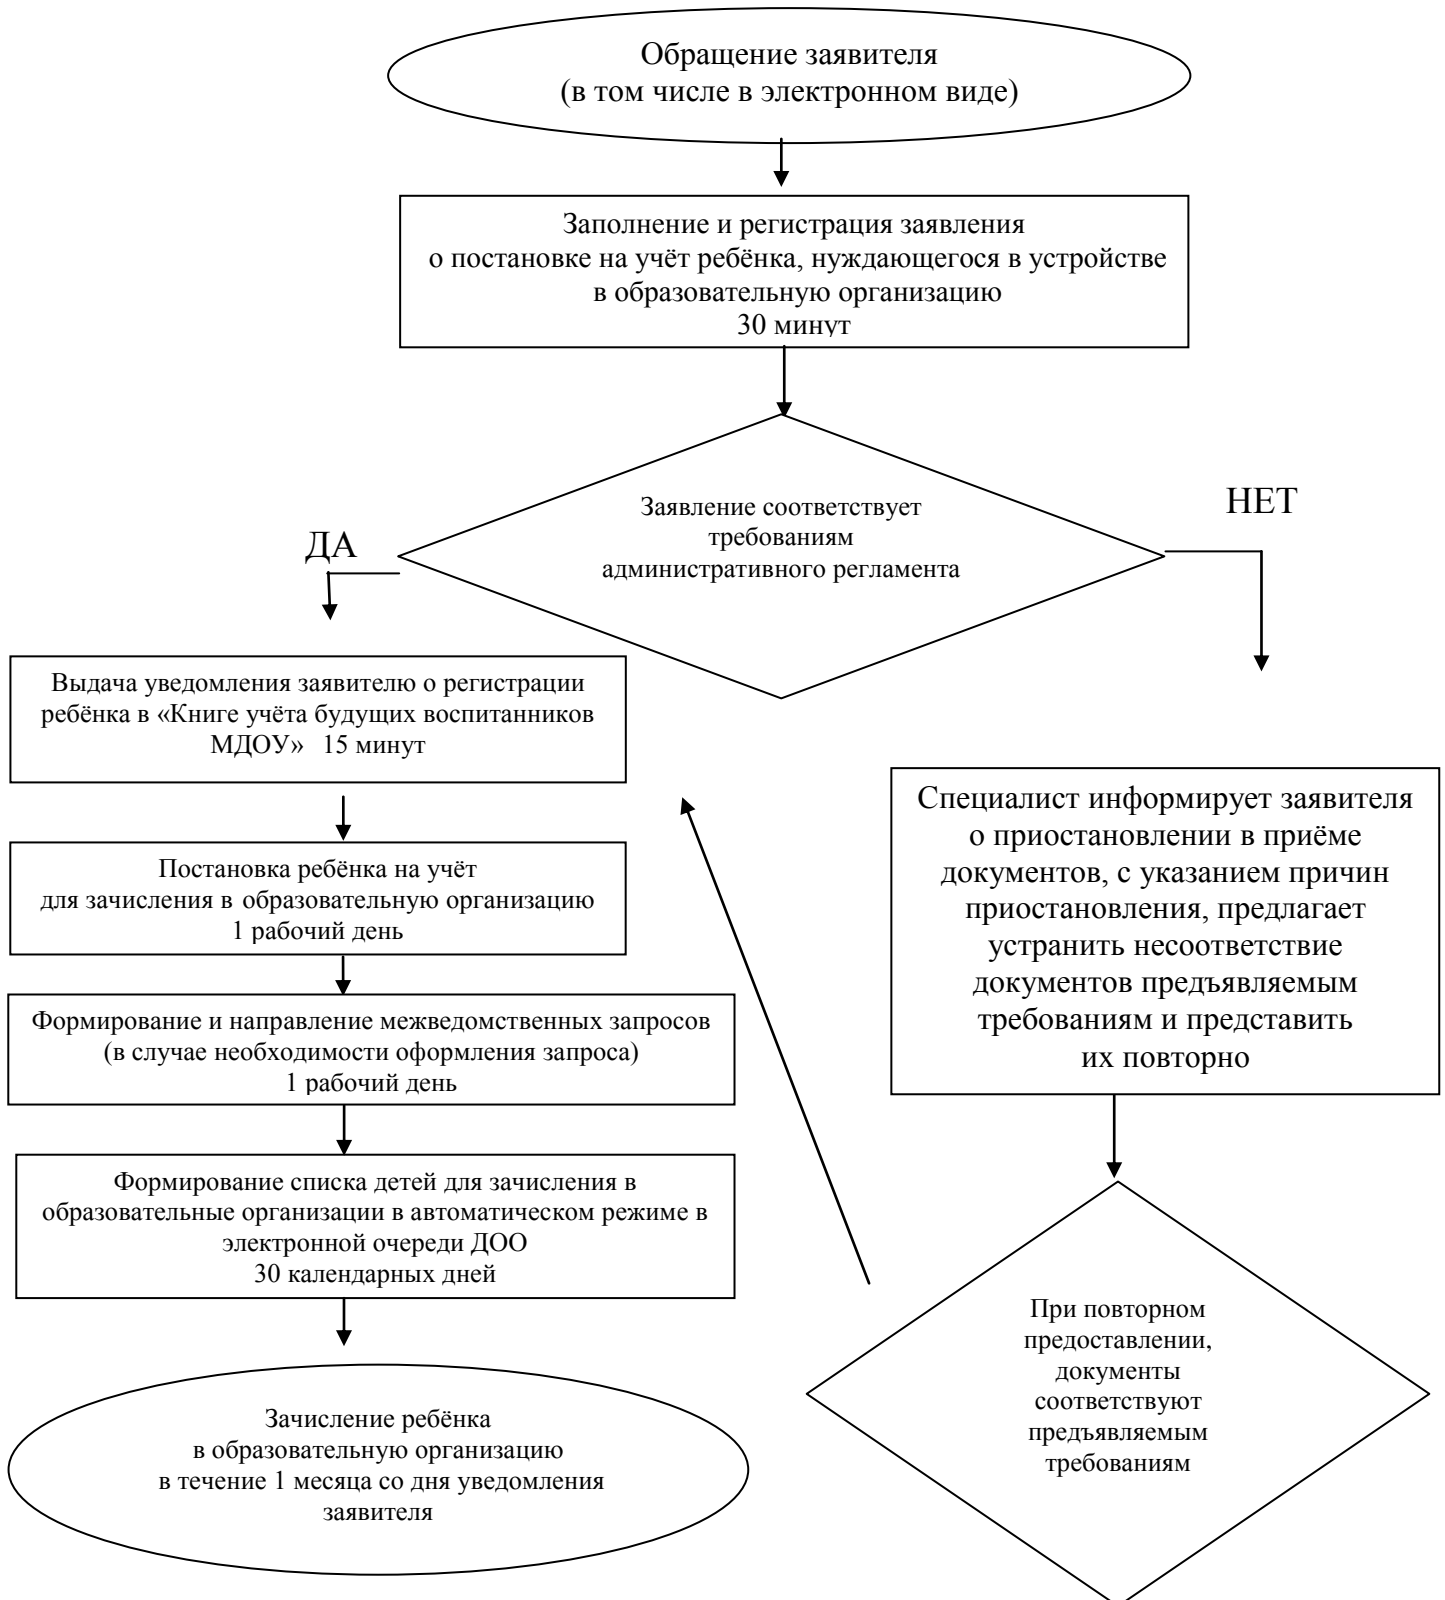 Обращение заявителя
(в том числе в электронном виде)
Заполнение и регистрация заявления
о постановке на учёт ребёнка, нуждающегося в устройстве
в образовательную организацию
30 минут
Заявление соответствует
требованиям
административного регламента
НЕТ
ДА
Выдача уведомления заявителю о регистрации
ребёнка в «Книге учёта будущих воспитанников
МДОУ» 15 минут
Постановка ребёнка на учёт
для зачисления в образовательную организацию
1 рабочий день
Формирование и направление межведомственных запросов
(в случае необходимости оформления запроса)
1 рабочий день
Формирование списка детей для зачисления в
образовательные организации в автоматическом режиме в
электронной очереди ДОО
30 календарных дней
Зачисление ребёнка
в образовательную организацию
в течение 1 месяца со дня уведомления
заявителя
Специалист информирует заявителя
о приостановлении в приёме
документов, с указанием причин
приостановления, предлагает
устранить несоответствие
документов предъявляемым
требованиям и представить
их повторно
При повторном
предоставлении,
документы
соответствуют
предъявляемым
требованиям